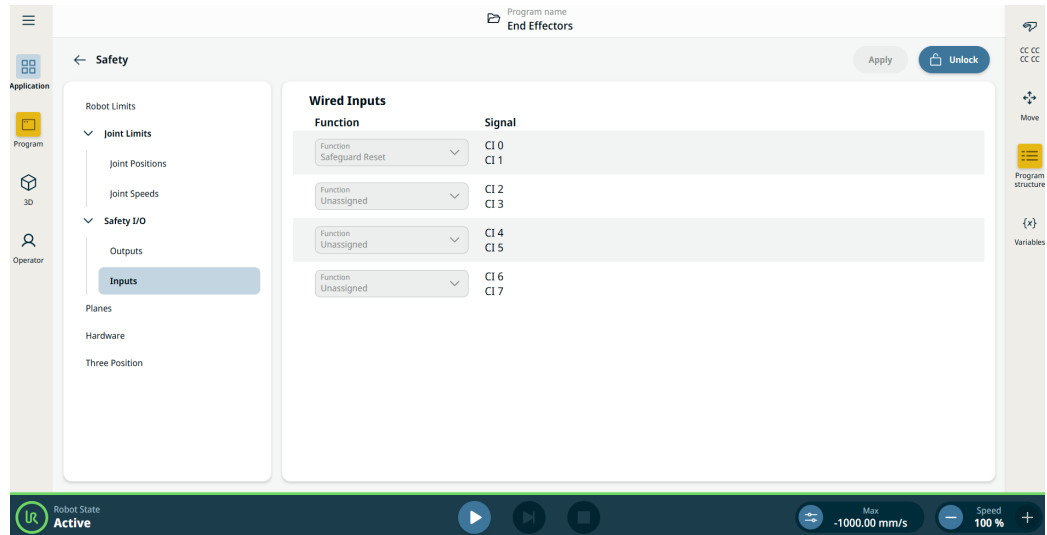 Program name
End Effectors
Safety
Apply
Unlock
CC CC
CC CC
Application
Program
3D
Operator
Robot Limits
Joint Limits
Joint Positions
Joint Speeds
Safety I/O
Outputs
Inputs
Planes
Hardware
Three Position
Wired Inputs
Function Signal
Function
Safeguard Reset
CI 0
CI 1
Function
Unassigned
CI 2
CI 3
Function
Unassigned
CI 4
CI 5
Function
Unassigned
CI 6
CI 7
Move
Program
structure
{x}
Variables
UR
Robot State
Active
Max
-1000.00 mm/s
Speed
100 %